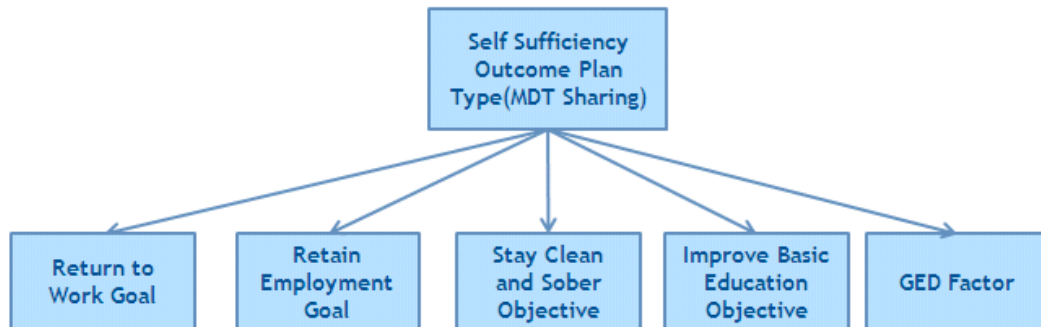 Self Sufficiency
Outcome Plan
Type(MDT Sharing)
Return to
Work Goal
Retain
Employment
Goal
Stay Clean
and Sober
Objective
Improve Basic
Education
Objective
GED Factor